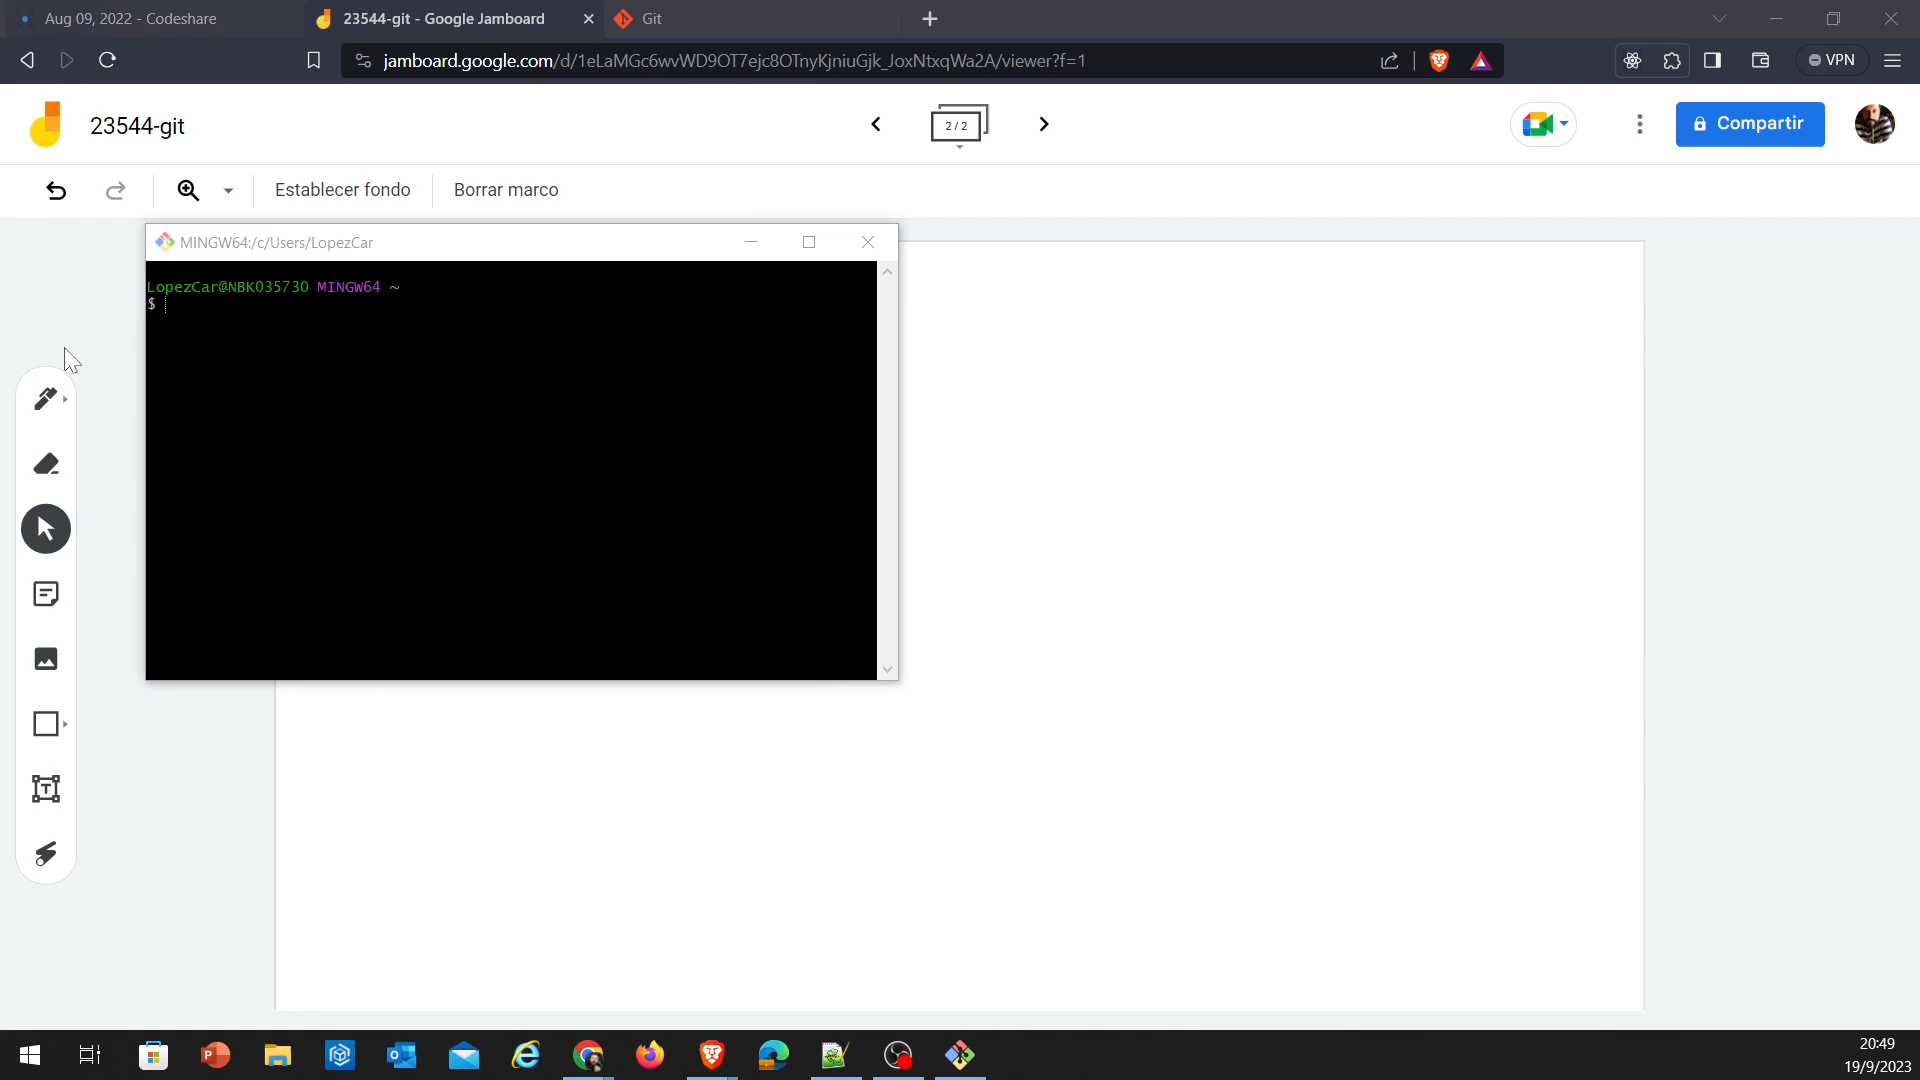 Aug 09, 2022 - Codeshare
23544-git - Google Jamboard
Git
jamboard.google.com/d/1eLaMGc6wvWD9OT7ejc8OTnyKjniuGjk_JoxNtxqWa2A/viewer?f=1
VPN
23544-git
2 / 2
Compartir
Establecer fondo
Borrar marco
MINGW64:/c/Users/LopezCar
LopezCar@NBK035730 MINGW64 ~
$
20:49
19/9/2023